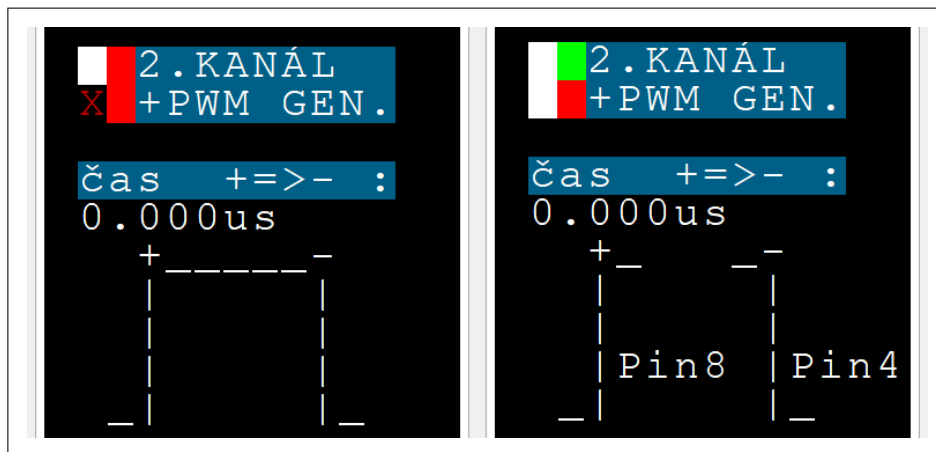 2.KANÁL
X +PWM GEN.
čas +=>- :
0.000us
+_____-
| |
| |
| |
_| |_
2.KANÁL
+PWM GEN.
čas +=>- :
0.000us
+_ _-
| |
| |
|Pin8 |Pin4
_| |_